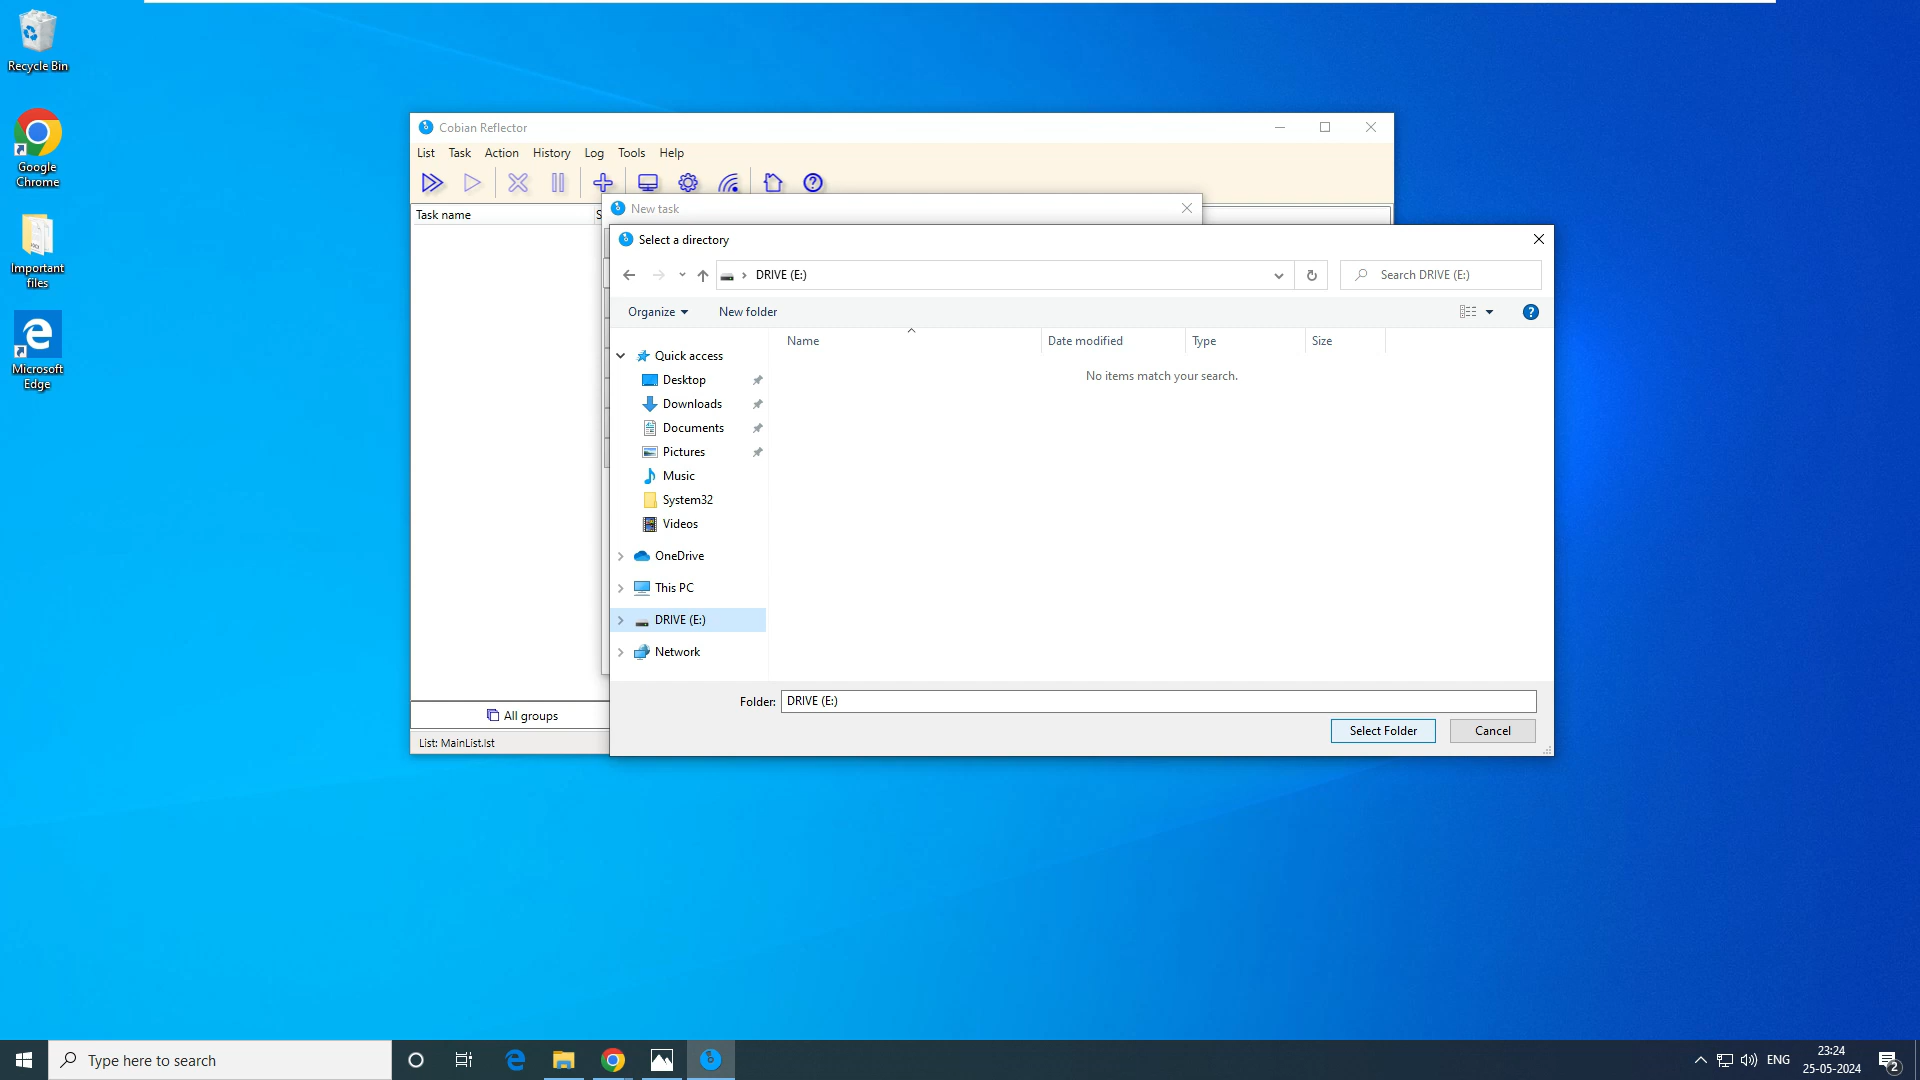 Recycle Bin
Google
Chrome
Important
files
Microsoft
Edge
Cobian Reflector
List Task Action History Log Tools Help
Task name S
New task
Select a directory
DRIVE (E:)
Search DRIVE (E:)
Organize New folder
Name Date modified Type Size
No items match your search.
Quick access
Desktop
Downloads
Documents
Pictures
Music
System32
Videos
OneDrive
This PC
DRIVE (E:)
Network
Folder: DRIVE (E:)
Select Folder Cancel
All groups
List: MainList.lst
Type here to search
ENG
23:24
25-05-2024
2